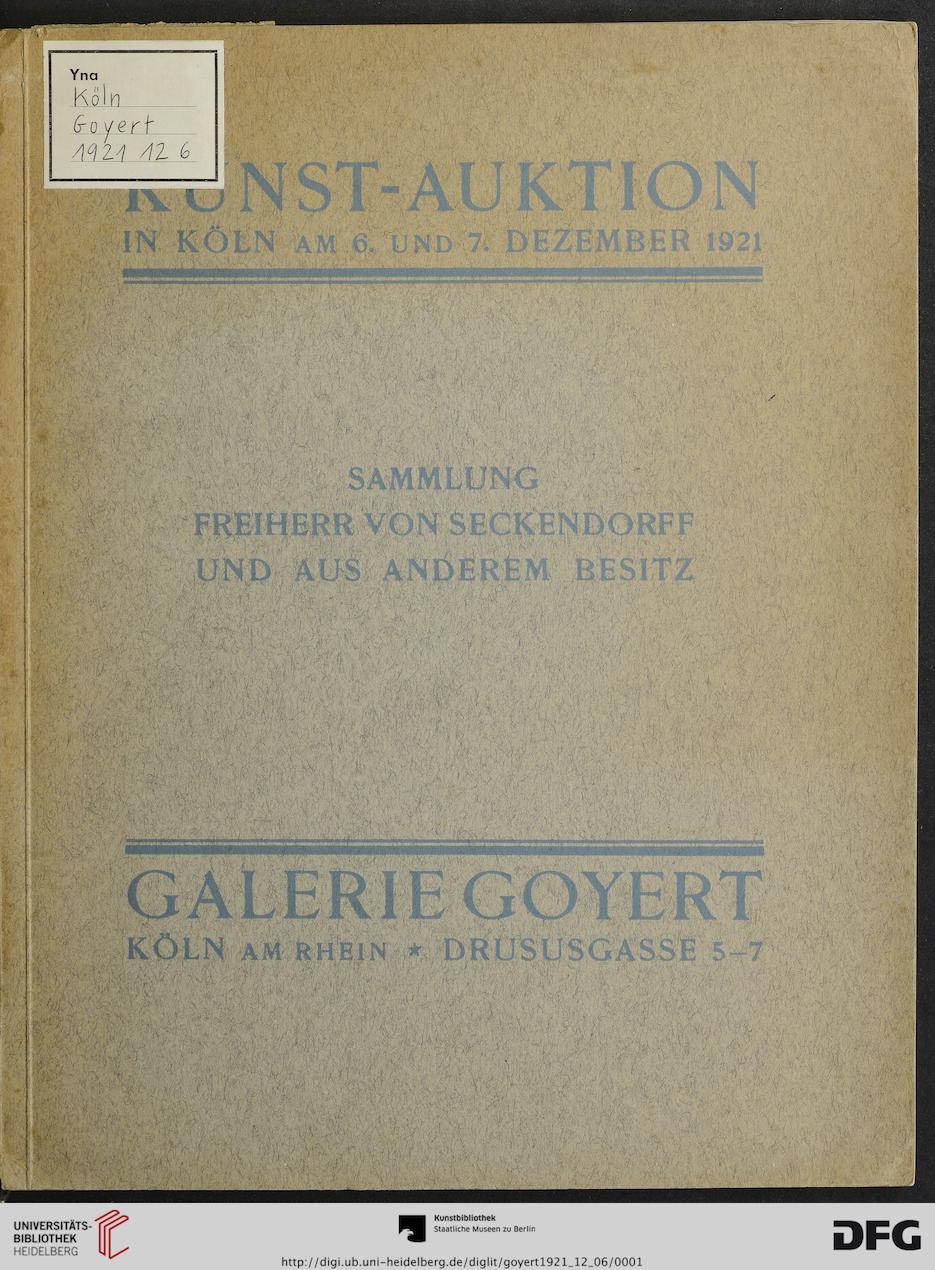 Yna
Köln
Goyert
1921 12 6
KUNST-AUKTION
IN KÖLN AM 6. UND 7. DEZEMBER 1921
SAMMLUNG
FREIHERR VON SECKENDORFF
UND AUS ANDEREM BESITZ
GALERIE GOYERT
KÖLN AM RHEIN ★ DRUSUSGASSE 5–7
UNIVERSITÄTS-
BIBLIOTHEK
HEIDELBERG
Kunstbibliothek
Staatliche Museen zu Berlin
DFG
http://digi.ub.uni-heidelberg.de/diglit/goyert1921_12_06/0001